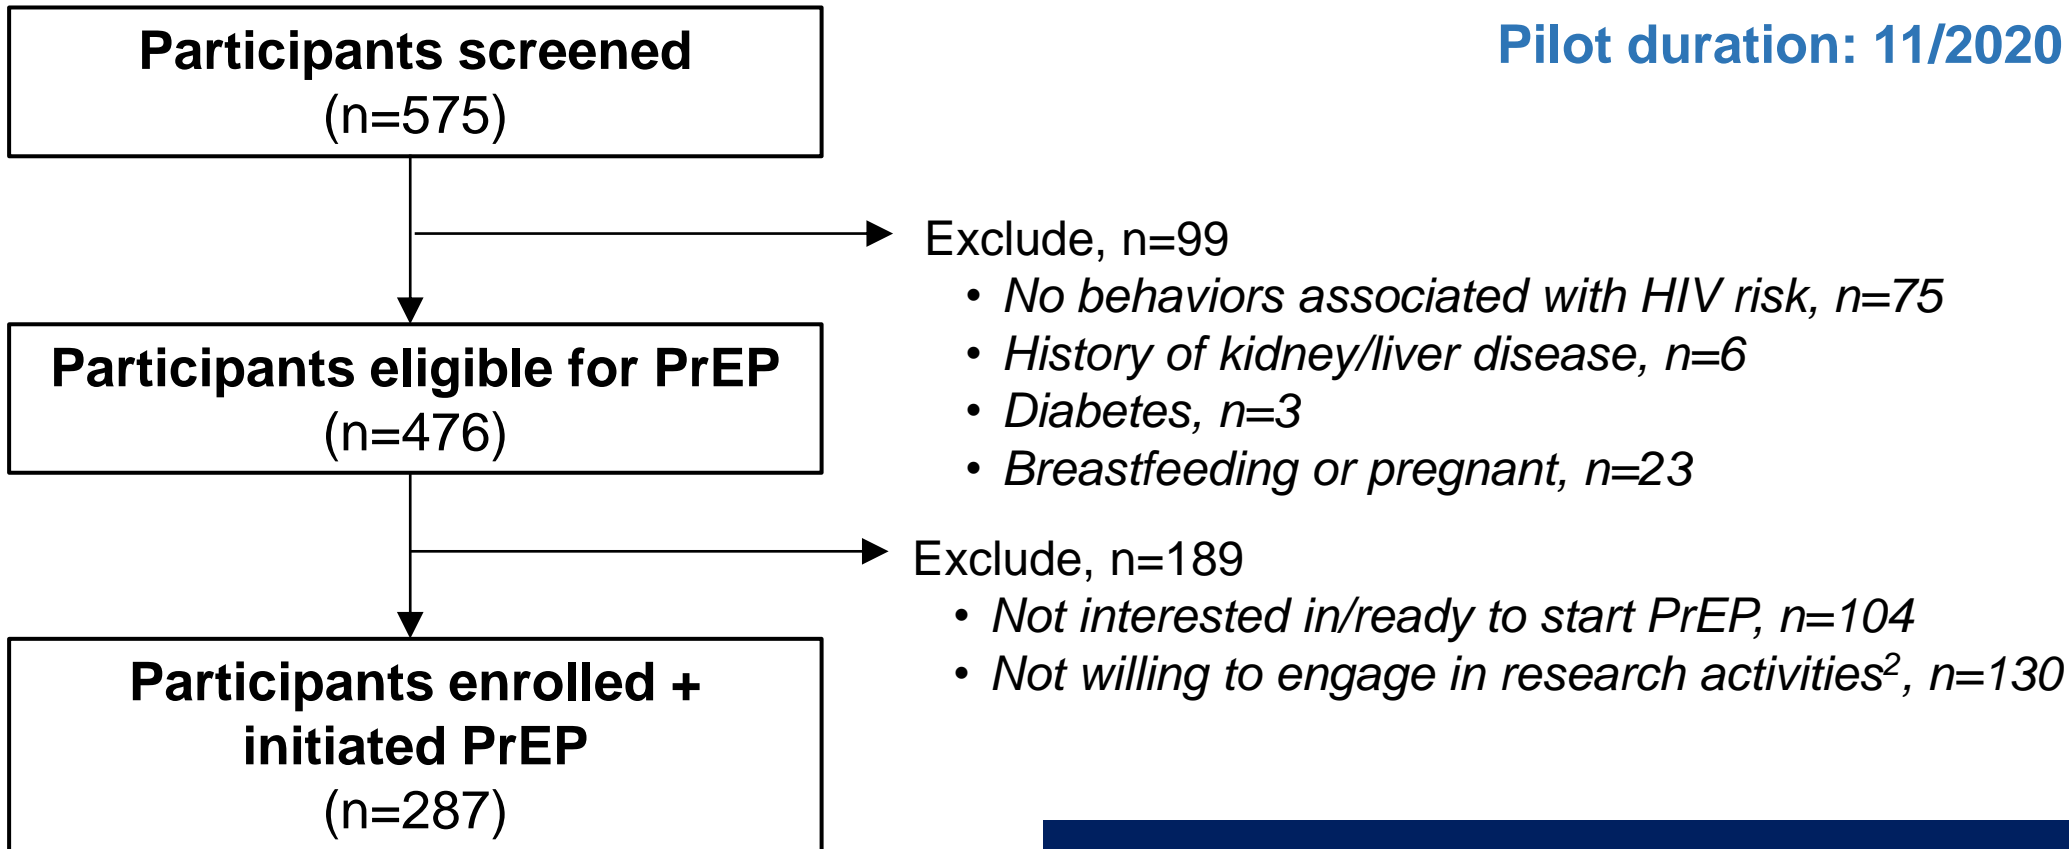 Participants screened
(n=575)
Pilot duration: 11/2020
Exclude, n=99
• No behaviors associated with HIV risk, n=75
• History of kidney/liver disease, n=6
• Diabetes, n=3
• Breastfeeding or pregnant, n=23
Participants eligible for PrEP
(n=476)
Exclude, n=189
• Not interested in/ready to start PrEP, n=104
• Not willing to engage in research activities², n=130
Participants enrolled +
initiated PrEP
(n=287)